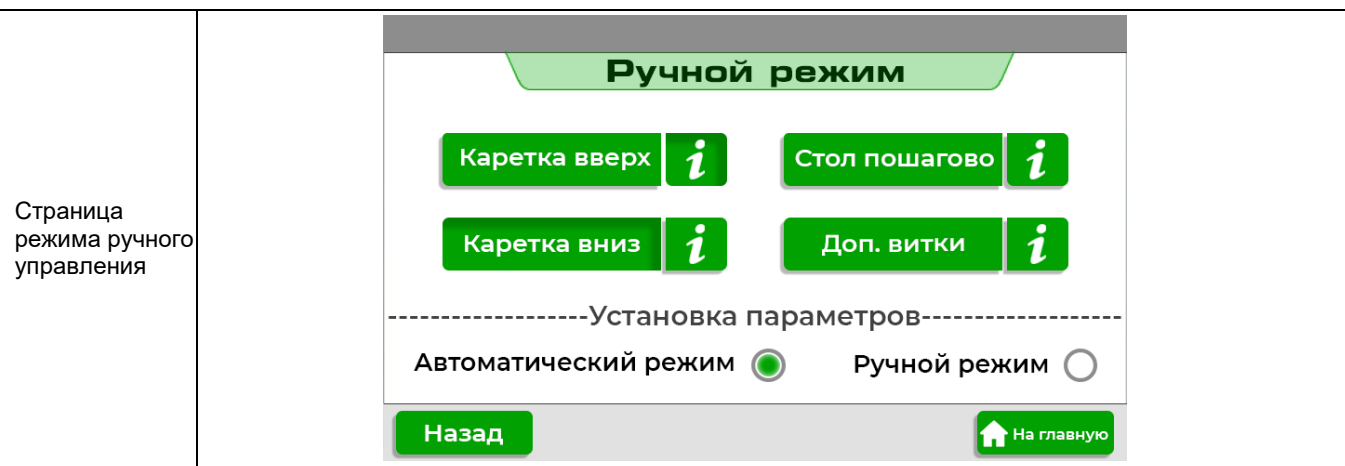 Страница
режима ручного
управления
Ручной режим
Каретка вверх i
Стол пошагово i
Каретка вниз i
Доп. витки i
------------------Установка параметров------------------
Автоматический режим
Ручной режим
Назад
На главную